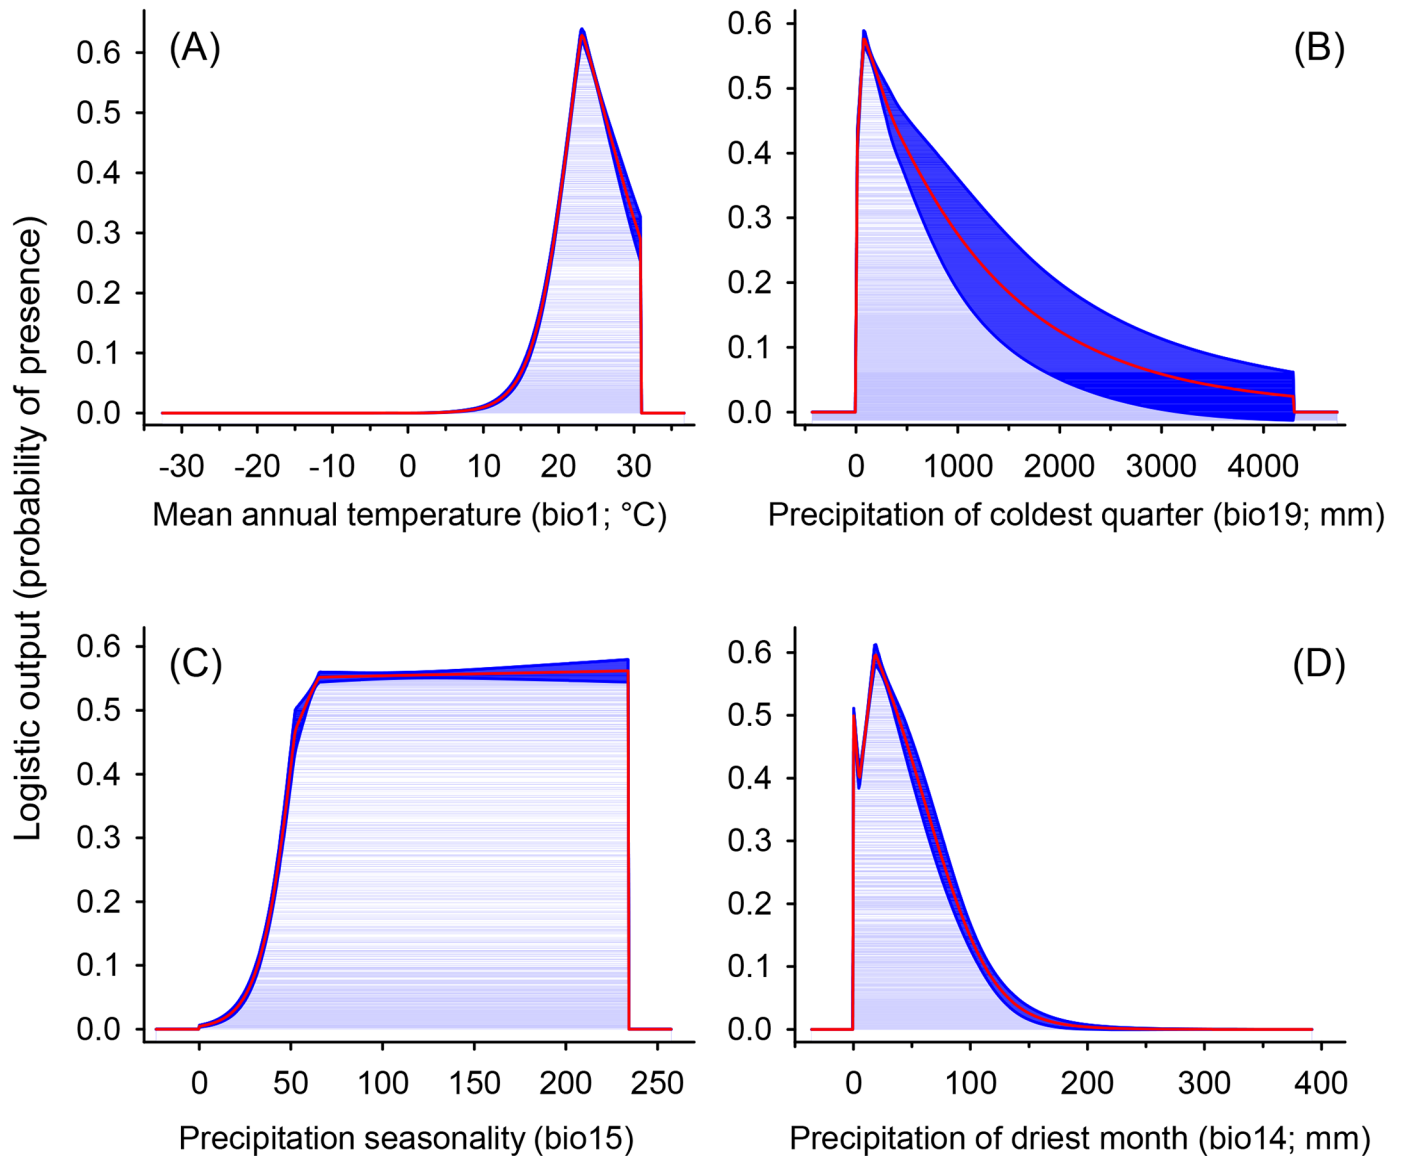 Logistic output (probability of presence)
(A)
0.6
0.5
0.4
0.3
0.2
0.1
0.0
-30 -20 -10 0 10 20 30
Mean annual temperature (bio1; °C)
(B)
0.6
0.5
0.4
0.3
0.2
0.1
0.0
0 1000 2000 3000 4000
Precipitation of coldest quarter (bio19; mm)
(C)
0.6
0.5
0.4
0.3
0.2
0.1
0.0
0 50 100 150 200 250
Precipitation seasonality (bio15)
(D)
0.6
0.5
0.4
0.3
0.2
0.1
0.0
0 100 200 300 400
Precipitation of driest month (bio14; mm)